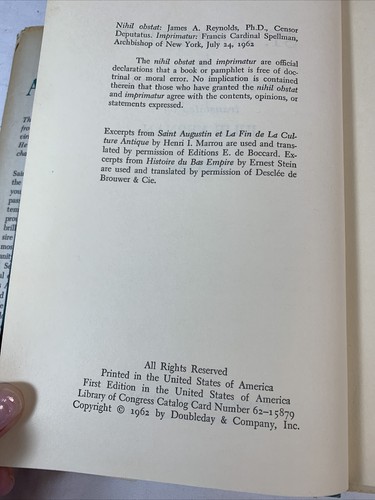 Nihil obstat: James A. Reynolds, Ph.D., Censor
Deputatus. Imprimatur: Francis Cardinal Spellman,
Archbishop of New York, July 24, 1962
The nihil obstat and imprimatur are official
declarations that a book or pamphlet is free of doc-
trinal or moral error. No implication is contained
therein that those who have granted the nihil obstat
and imprimatur agree with the contents, opinions, or
statements expressed.
Excerpts from Saint Augustin et La Fin de La Cul-
ture Antique by Henri I. Marrou are used and trans-
lated by permission of Editions E. de Boccard. Ex-
cerpts from Histoire du Bas Empire by Ernest Stein
are used and translated by permission of Desclée de
Brouwer & Cie.
All Rights Reserved
Printed in the United States of America
First Edition in the United States of America
Library of Congress Catalog Card Number 62-15879
Copyright © 1962 by Doubleday & Company, Inc.